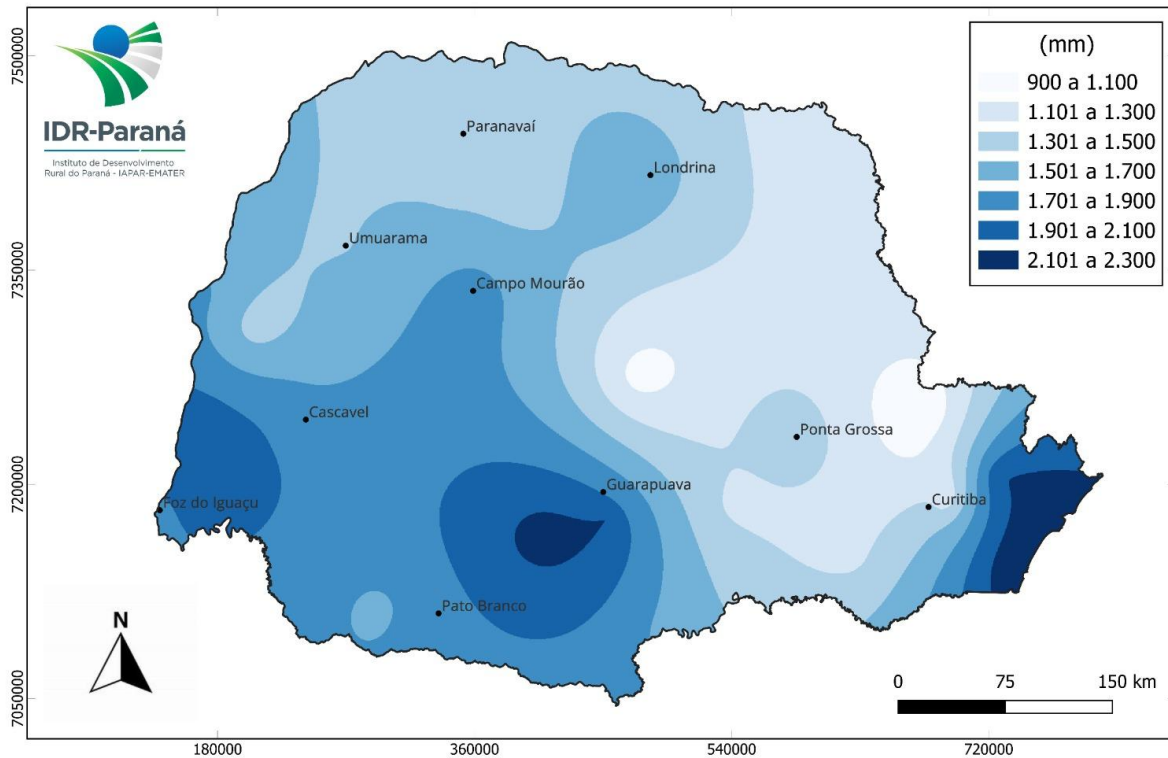 IDR-Paraná
Instituto de Desenvolvimento
Rural do Paraná - IAPAR-EMATER
(mm)
900 a 1.100
1.101 a 1.300
1.301 a 1.500
1.501 a 1.700
1.701 a 1.900
1.901 a 2.100
2.101 a 2.300
7500000
7350000
7200000
7050000
Paranavaí
Londrina
Umuarama
Campo Mourão
Cascavel
Ponta Grossa
Guarapuava
Foz do Iguaçu
Curitiba
Pato Branco
N
0 75 150 km
180000 360000 540000 720000